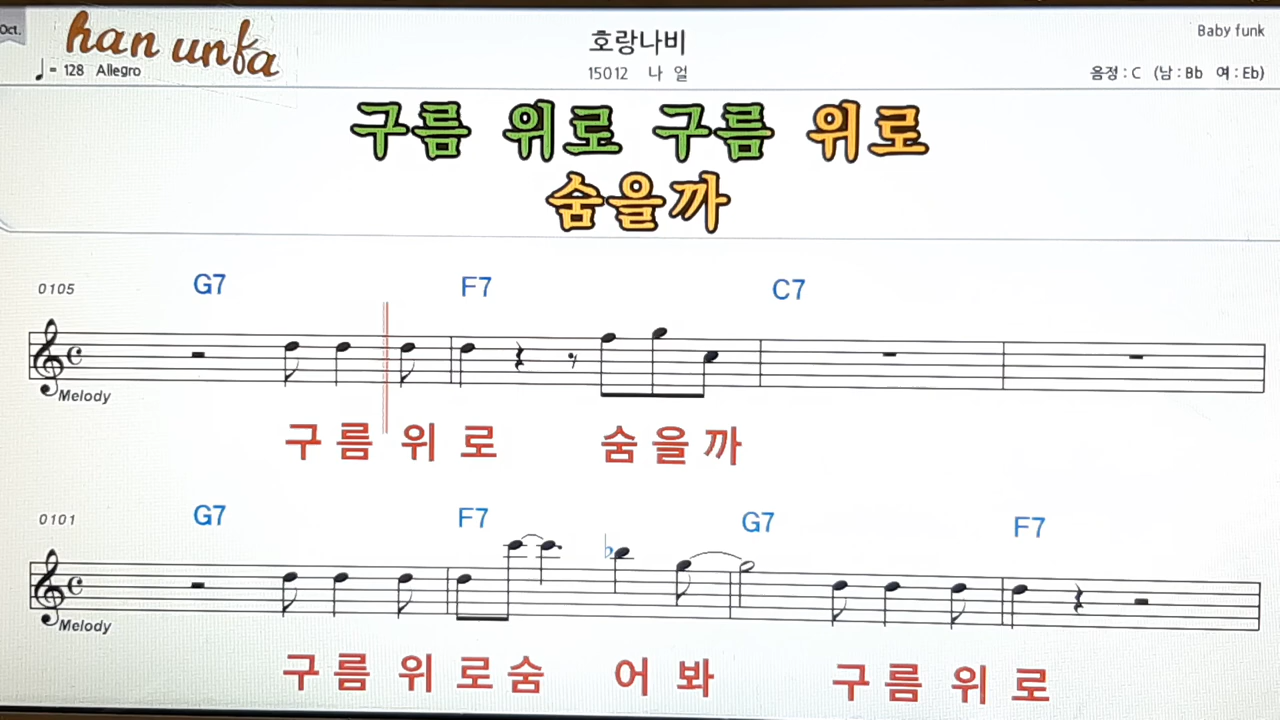 Oct.
han unfa
Baby funk
호랑나비
♩= 128 Allegro
15012 나 얼
음정 : C (남 : Bb 여 : Eb)
구름 위로 구름 위로
숨을까
0105
G7 F7 C7
Melody
구 름 위 로 숨 을 까
0101
G7 F7 G7 F7
Melody
구 름 위 로 숨 어 봐 구 름 위 로